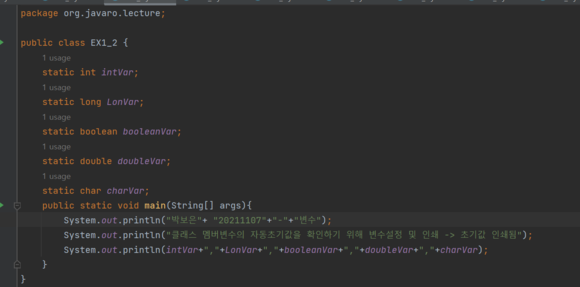 package org.javaro.lecture;
public class EX1_2 {
1 usage
static int intVar;
1 usage
static long LonVar;
1 usage
static boolean booleanVar;
1 usage
static double doubleVar;
1 usage
static char charVar;
public static void main(String[] args){
System.out.println("박보은"+ "20211107"+"-"+"변수");
System.out.println("클래스 멤버변수의 자동초기값을 확인하기 위해 변수설정 및 인쇄 -> 초기값 인쇄됨");
System.out.println(intVar+","+LonVar+","+booleanVar+","+doubleVar+","+charVar);
}
}